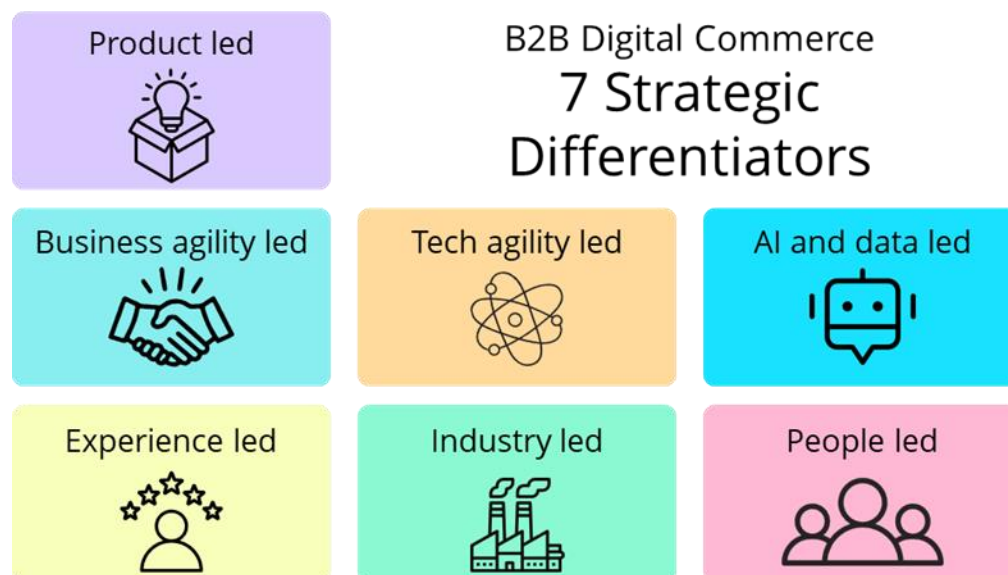 Product led
B2B Digital Commerce
7 Strategic
Differentiators
Business agility led
Tech agility led
AI and data led
Experience led
Industry led
People led